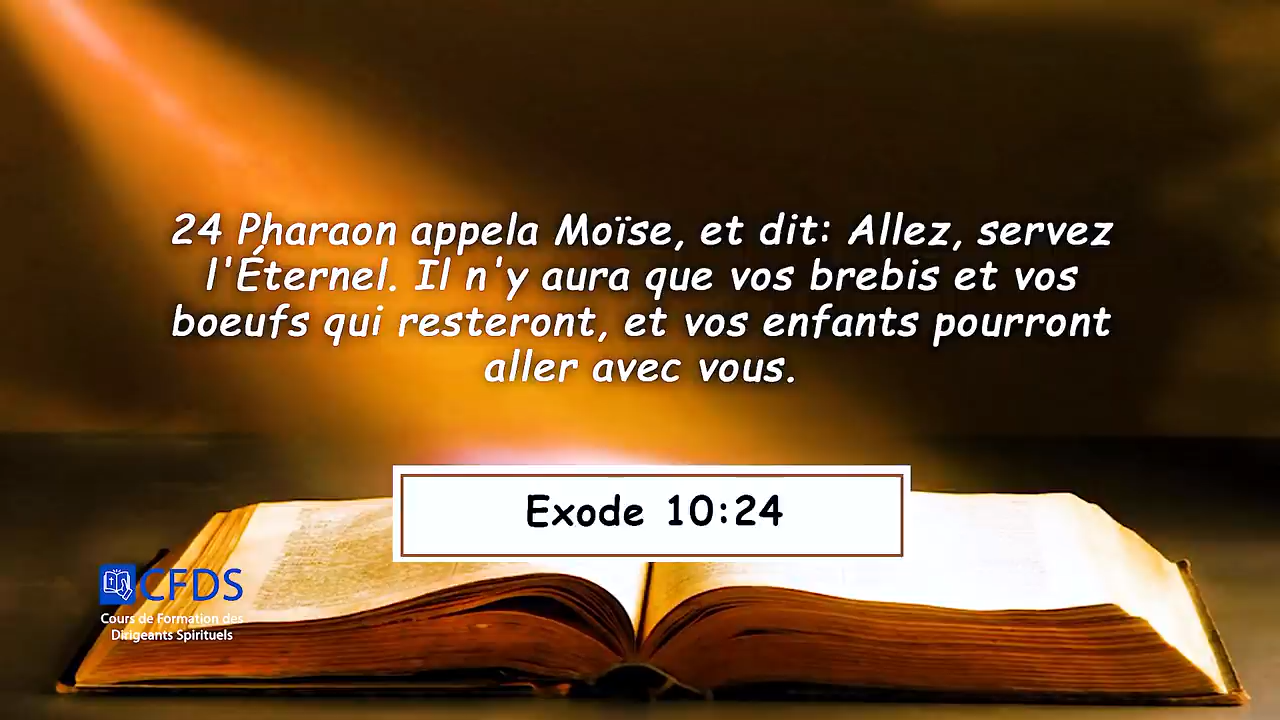 24 Pharaon appela Moïse, et dit: Allez, servez
l'Éternel. Il n'y aura que vos brebis et vos
boeufs qui resteront, et vos enfants pourront
aller avec vous.
Exode 10:24
CFDS
Cours de Formation des
Dirigeants Spirituels